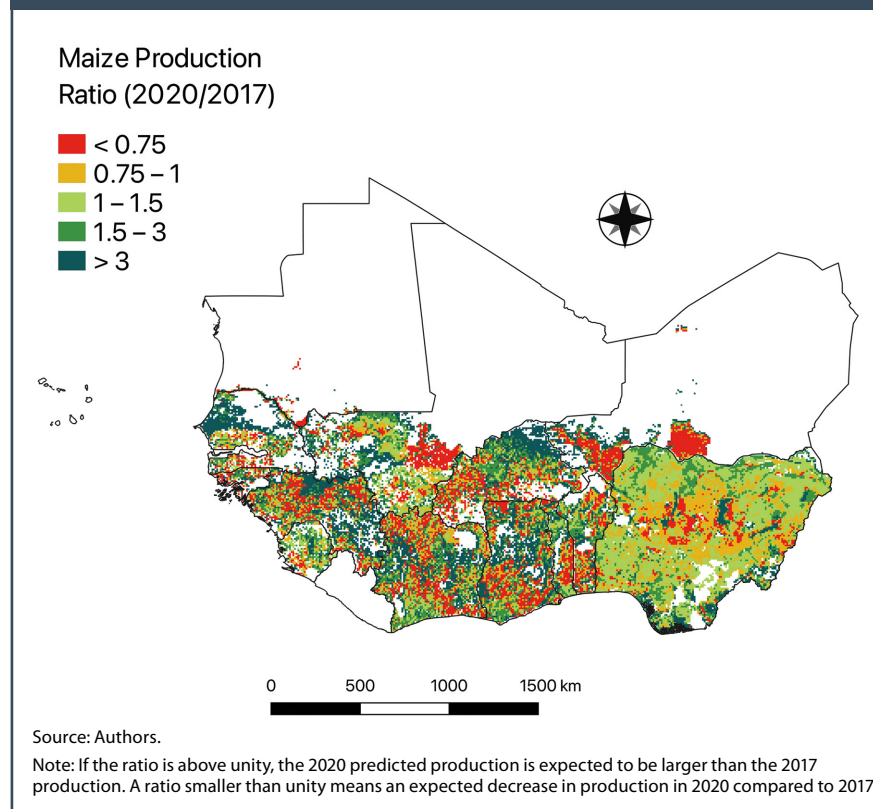 Maize Production
Ratio (2020/2017)
< 0.75
0.75 – 1
1 – 1.5
1.5 – 3
> 3
0 500 1000 1500 km
Source: Authors.
Note: If the ratio is above unity, the 2020 predicted production is expected to be larger than the 2017
production. A ratio smaller than unity means an expected decrease in production in 2020 compared to 2017